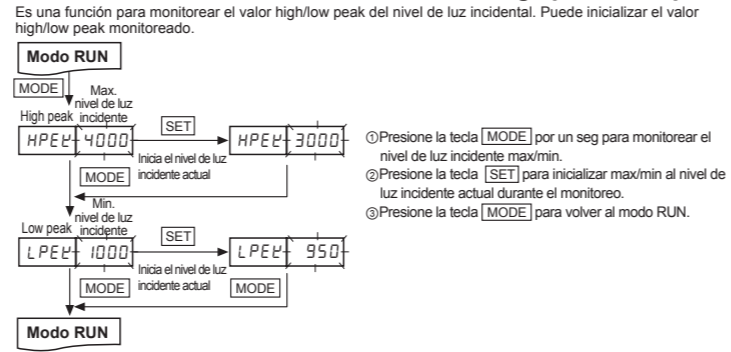 Es una función para monitorear el valor high/low peak del nivel de luz incidental. Puede inicializar el valor
high/low peak monitoreado.
Modo RUN
MODE
Max.
nivel de luz
High peak incidente
SET
HPEK 4000
HPEK 3000
Inicia el nivel de luz
incidente actual
MODE
Min.
nivel de luz
Low peak incidente
SET
LPEK 1000
LPEK 950
Inicia el nivel de luz
incidente actual
MODE
MODE
Modo RUN
①Presione la tecla MODE por un seg para monitorear el
nivel de luz incidente max/min.
②Presione la tecla SET para inicializar max/min al nivel de
luz incidente actual durante el monitoreo.
③Presione la tecla MODE para volver al modo RUN.